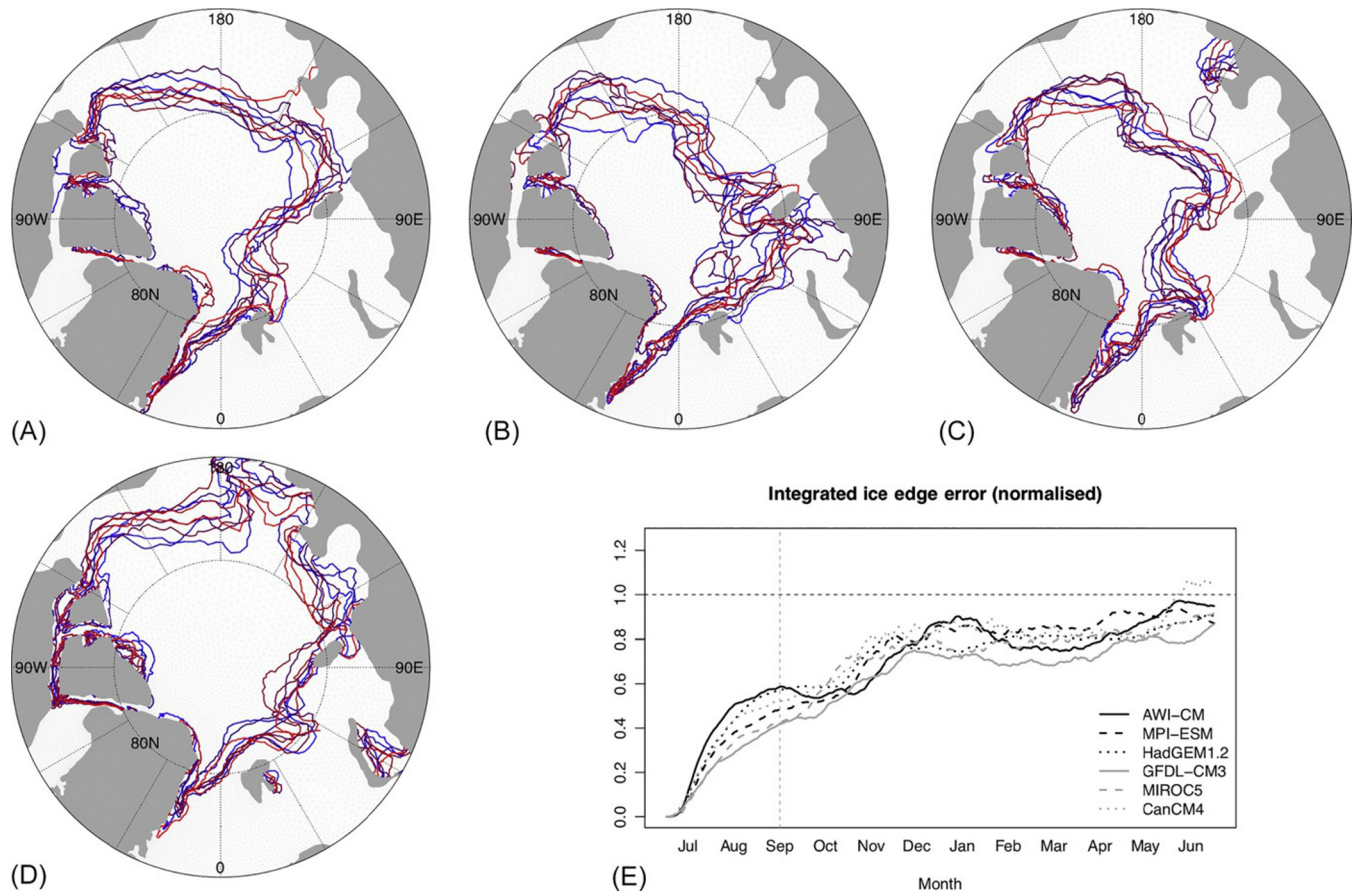 180
90W
90E
80N
0
(A)
180
90W
90E
80N
0
(B)
180
90W
90E
80N
0
(C)
180
90W
90E
80N
0
(D)
Integrated ice edge error (normalised)
1.2
1.0
0.8
0.6
0.4
0.2
0.0
AWI–CM
MPI–ESM
HadGEM1.2
GFDL–CM3
MIROC5
CanCM4
Jul Aug Sep Oct Nov Dec Jan Feb Mar Apr May Jun
Month
(E)